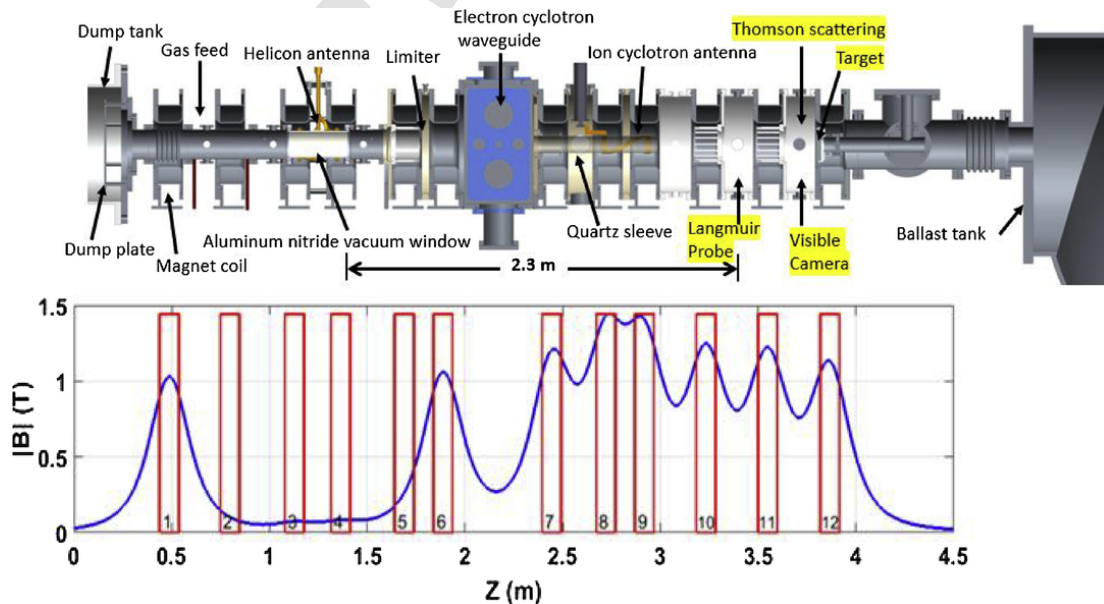 Dump tank
Gas feed
Helicon antenna
Limiter
Electron cyclotron
waveguide
Ion cyclotron antenna
Thomson scattering
Target
Dump plate
Magnet coil
Aluminum nitride vacuum window
Quartz sleeve
Langmuir
Probe
Visible
Camera
Ballast tank
2.3 m
|B| (T)
1.5
1
0.5
0
1 2 3 4 5 6 7 8 9 10 11 12
0 0.5 1 1.5 2 2.5 3 3.5 4 4.5
Z (m)